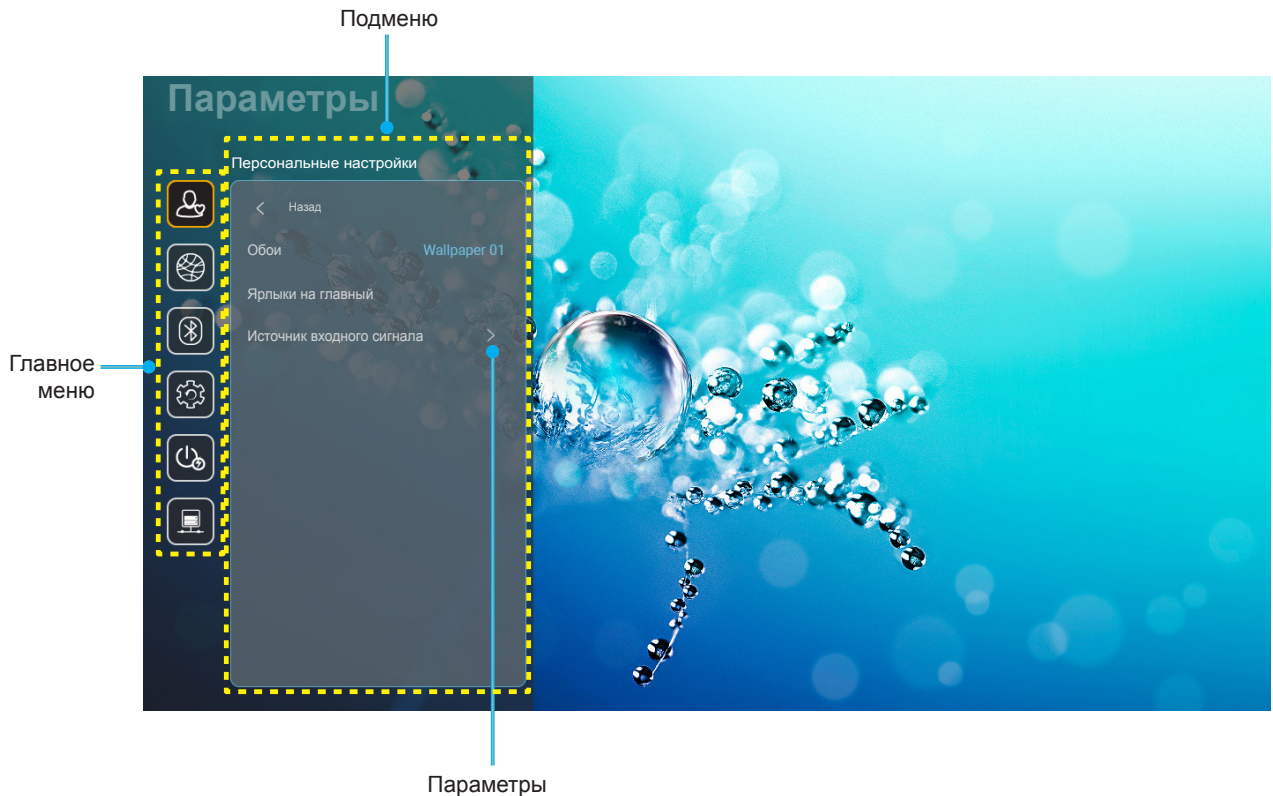 Подменю
Параметры
Персональные настройки
Назад
Обои Wallpaper 01
Ярлыки на главный
Источник входного сигнала
Главное
меню
Параметры